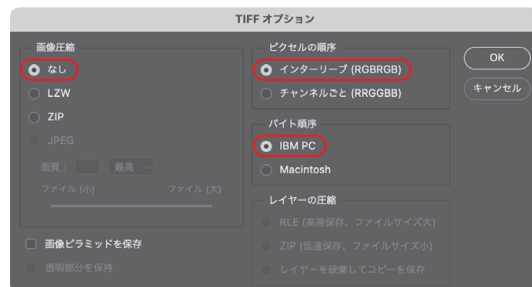 TIFF オプション
画像圧縮
なし
LZW
ZIP
JPEG
画質：
最高
ファイル (小)
ファイル (大)
画像ピラミッドを保存
透明部分を保持
ピクセルの順序
インターリーブ (RGBRGB)
チャンネルごと (RRGGBB)
バイト順序
IBM PC
Macintosh
レイヤーの圧縮
RLE (高速保存、ファイルサイズ大)
ZIP (低速保存、ファイルサイズ小)
レイヤーを破棄してコピーを保存
OK
キャンセル